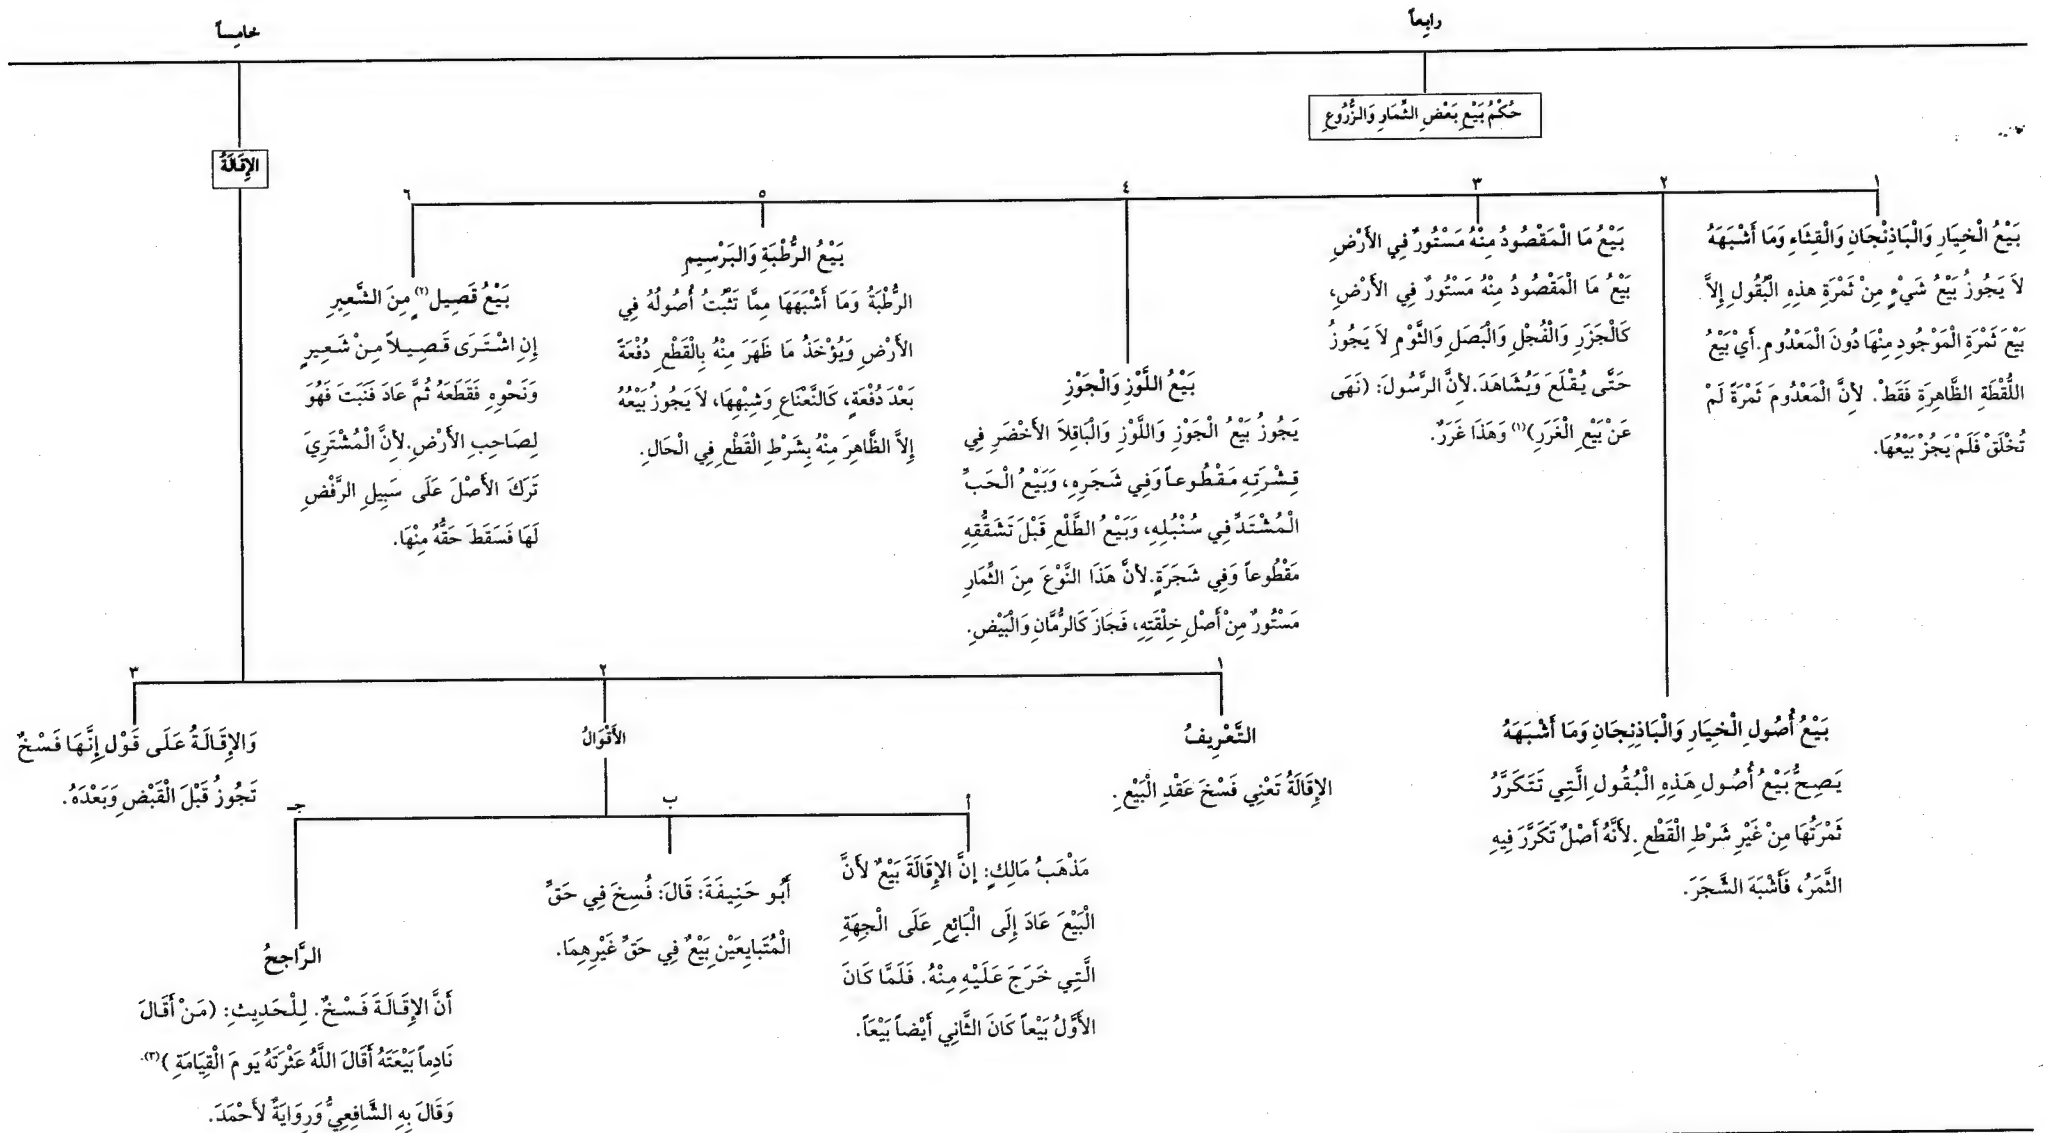 رابِعاً
حُكْمُ بَيْعِ بَعْضِ الثِّمَارِ وَالزُّرُوعِ
١
بَيْعُ الْخِيَارِ وَالْبَاذِنْجَانِ وَالْقِثَاءِ وَمَا أَشْبَهَهُ
لاَ يَجُوزُ بَيْعُ شَيْءٍ مِنْ ثَمْرَةِ هذِهِ الْبُقُولِ إِلاَّ
بَيْعَ ثَمْرَةِ الْمَوْجُودِ مِنْهَا دُونَ الْمَعْدُومِ. أَيْ بَيْعُ
اللُّقْطَةِ الظَّاهِرَةِ فَقَطْ. لأَنَّ الْمَعْدُومَ ثَمْرَةً لَمْ
تُخْلَقْ فَلَمْ يَجُزْ بَيْعُهَا.
٢
بَيْعُ أُصُولِ الْخِيَارِ وَالْبَاذِنِجَانِ وَمَا أَشْبَهَهُ
يَصِحُّ بَيْعُ أُصُولِ هَذِهِ الْبُقُولِ الَّتِي تَتَكَرَّرُ
ثَمْرَتُهَا مِنْ غَيْرِ شَرْطِ الْقَطْعِ. لأَنَّهُ أَصْلٌ تَكَرَّرَ فِيهِ
الثَّمَرُ، فَأَشْبَهَ الشَّجَرَ.
٣
بَيْعُ مَا الْمَقْصُودُ مِنْهُ مَسْتُورٌ فِي الأَرْضِ
بَيْعُ مَا الْمَقْصُودُ مِنْهُ مَسْتُورٌ فِي الأَرْضِ،
كَالْجَزَرِ وَالْفُجْلِ وَالْبَصَلِ وَالثَّوْمِ لاَ يَجُوزُ
حَتَّى يُقْلَعَ وَيُشَاهَدَ. لأَنَّ الرَّسُولَ: (نَهَى
عَنْ بَيْعِ الْغَرَرِ)(١) وَهَذَا غَرَرٌ.
٤
بَيْعُ اللَّوْزِ وَالْجَوْزِ
يَجُوزُ بَيْعُ الْجَوْزِ وَاللَّوْزِ وَالْبَاقِلاَ الأَخْضَرِ فِي
قِشْرَتِهِ مَقْطُوعاً وَفِي شَجَرِهِ، وَبَيْعُ الْحَبِّ
الْمُشْتَدِّ فِي سُنْبُلِهِ، وَبَيْعُ الطَّلْعِ قَبْلَ تَشَقُّقِهِ
مَقْطُوعاً وَفِي شَجَرَةٍ. لأَنَّ هَذَا النَّوْعَ مِنَ الثِّمَارِ
مَسْتُورٌ مِنْ أَصْلِ خِلْقَتِهِ، فَجَازَ كَالرُّمَّانِ وَالْبَيْضِ.
٥
بَيْعُ الرُّطْبَةِ وَالبَرْسِيمِ
الرُّطْبَةُ وَمَا أَشْبَهَهَا مِمَّا تَثْبُتُ أُصُولُهُ فِي
الأَرْضِ وَيُؤْخَذُ مَا ظَهَرَ مِنْهُ بِالْقَطْعِ دُفْعَةً
بَعْدَ دُفْعَةٍ، كَالنَّعْنَاعِ وَشِبْهِهَا، لاَ يَجُوزُ بَيْعُهُ
إِلاَّ الظَّاهِرَ مِنْهُ بِشَرْطِ الْقَطْعِ فِي الْحَالِ.
٦
بَيْعُ قَصِيلٍ(٢) مِنَ الشَّعِيرِ
إِنِ اشْتَرَى قَصِيلاً مِنْ شَعِيرٍ
وَنَحْوِهِ فَقَطَعَهُ ثُمَّ عَادَ فَنَبَتَ فَهُوَ
لِصَاحِبِ الأَرْضِ. لأَنَّ الْمُشْتَرِيَ
تَرَكَ الأَصْلَ عَلَى سَبِيلِ الرَّفْضِ
لَهَا فَسَقَطَ حَقُّهُ مِنْهَا.
خامِساً
الإِقَالَةُ
١
التَّعْرِيفُ
الإِقَالَةُ تَعْنِي فَسْخَ عَقْدِ الْبَيْعِ.
٢
الأَقْوَالُ
أ
مَذْهَبُ مَالِكٍ: إنَّ الإِقَالَةَ بَيْعٌ لأَنَّ
الْبَيْعَ عَادَ إِلَى الْبَائِعِ عَلَى الْجِهَةِ
الَّتِي خَرَجَ عَلَيْهِ مِنْهُ. فَلَمَّا كَانَ
الأَوَّلُ بَيْعاً كَانَ الثَّانِي أَيْضاً بَيْعَاً.
ب
أَبُو حَنِيفَةَ: قَالَ: فُسِخَ فِي حَقِّ
الْمُتَبايِعَيْنِ بَيْعٌ فِي حَقِّ غَيْرِهِمَا.
جـ
الرَّاجِحُ
أَنَّ الإِقَالَةَ فَسْخٌ. لِلْحَدِيثِ: (مَنْ أَقَالَ
نَادِماً بَيْعَتَهُ أَقَالَ اللَّهُ عَثْرَتَهُ يَوْمَ الْقِيَامَةِ)(٣).
وَقَالَ بِهِ الشَّافِعِيُّ وَرِوَايَةٌ لأَحْمَدَ.
٣
وَالإِقَالَةُ عَلَى قَوْلِ إِنَّهَا فَسْخٌ
تَجُوزُ قَبْلَ الْقَبْضِ وَبَعْدَهُ.